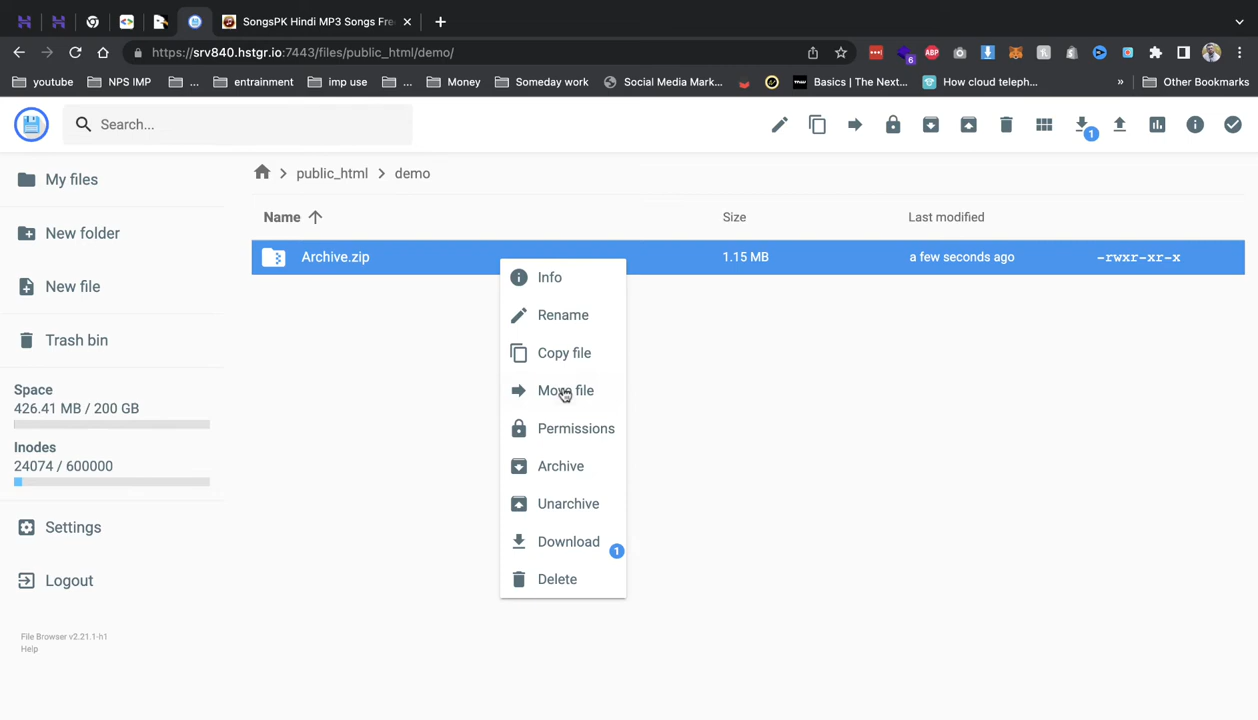 SongsPK Hindi MP3 Songs Fre
https://srv840.hstgr.io:7443/files/public_html/demo/
ABP
6
youtube
NPS IMP
...
entrainment
imp use
...
Money
Someday work
Social Media Mark...
Basics | The Next...
How cloud teleph...
»
Other Bookmarks
Search...
1
My files
New folder
New file
Trash bin
Space
426.41 MB / 200 GB
Inodes
24074 / 600000
Settings
Logout
File Browser v2.21.1-h1
Help
public_html
demo
Name
Size
Last modified
Archive.zip
1.15 MB
a few seconds ago
-rwxr-xr-x
Info
Rename
Copy file
Move file
Permissions
Archive
Unarchive
Download
1
Delete